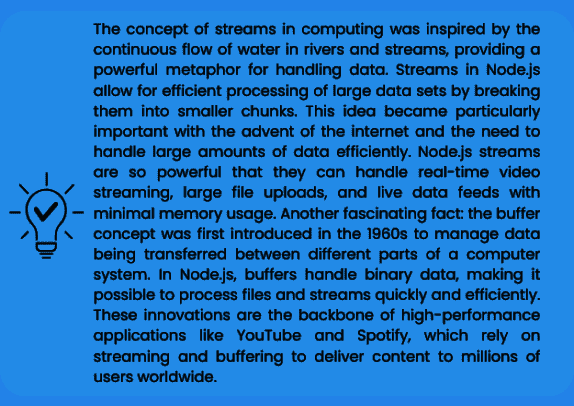 The concept of streams in computing was inspired by the
continuous flow of water in rivers and streams, providing a
powerful metaphor for handling data. Streams in Node.js
allow for efficient processing of large data sets by breaking
them into smaller chunks. This idea became particularly
important with the advent of the internet and the need to
handle large amounts of data efficiently. Node.js streams
are so powerful that they can handle real-time video
streaming, large file uploads, and live data feeds with
minimal memory usage. Another fascinating fact: the buffer
concept was first introduced in the 1960s to manage data
being transferred between different parts of a computer
system. In Node.js, buffers handle binary data, making it
possible to process files and streams quickly and efficiently.
These innovations are the backbone of high-performance
applications like YouTube and Spotify, which rely on
streaming and buffering to deliver content to millions of
users worldwide.